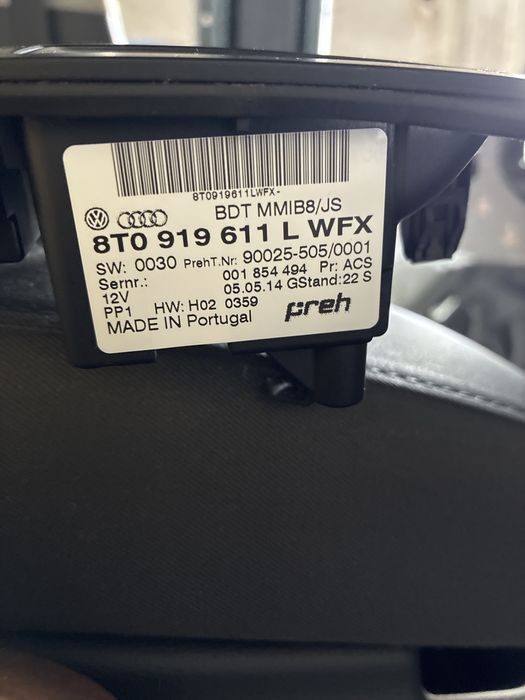 8T0919611LWFX-
BDT MMIB8/JS
8T0 919 611 L WFX
SW: 0030 PrehT.Nr: 90025-505/0001
Sernr.: 001 854 494 Pr: ACS
12V 05.05.14 GStand:22 S
PP1 HW: H02 0359
MADE IN Portugal preh